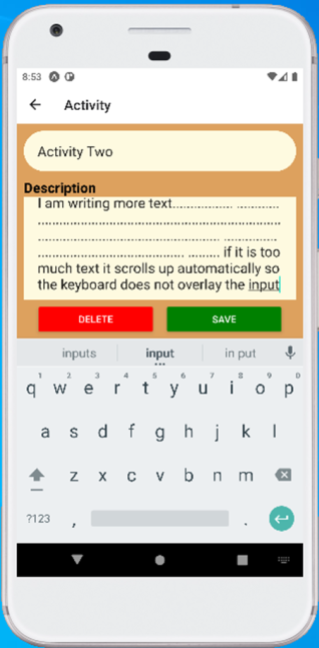 8:53
Activity
Activity Two
Description
I am writing more text........................ ............
....................................................................
........................................... ...............
.......................................... ......... if it is too
much text it scrolls up automatically so
the keyboard does not overlay the input
DELETE SAVE
inputs input in put
1 2 3 4 5 6 7 8 9 0
q w e r t y u i o p
a s d f g h j k l
z x c v b n m
?123 , .